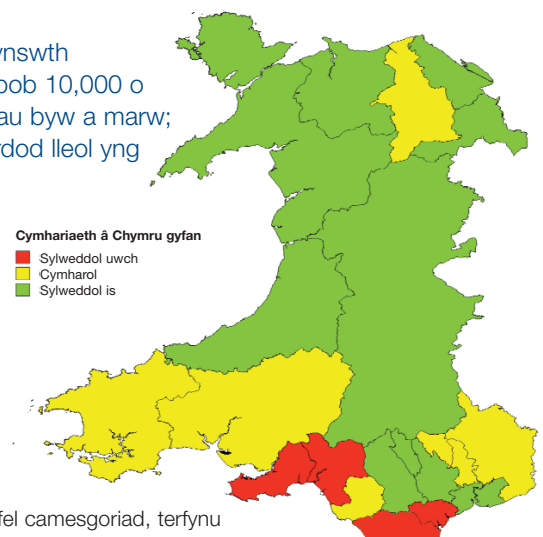 ynswth
pob 10,000 o
au byw a marw;
rdod lleol yng
Cymhariaeth â Chymru gyfan
Sylweddol uwch
Cymharol
Sylweddol is
fel camesgoriad, terfynu